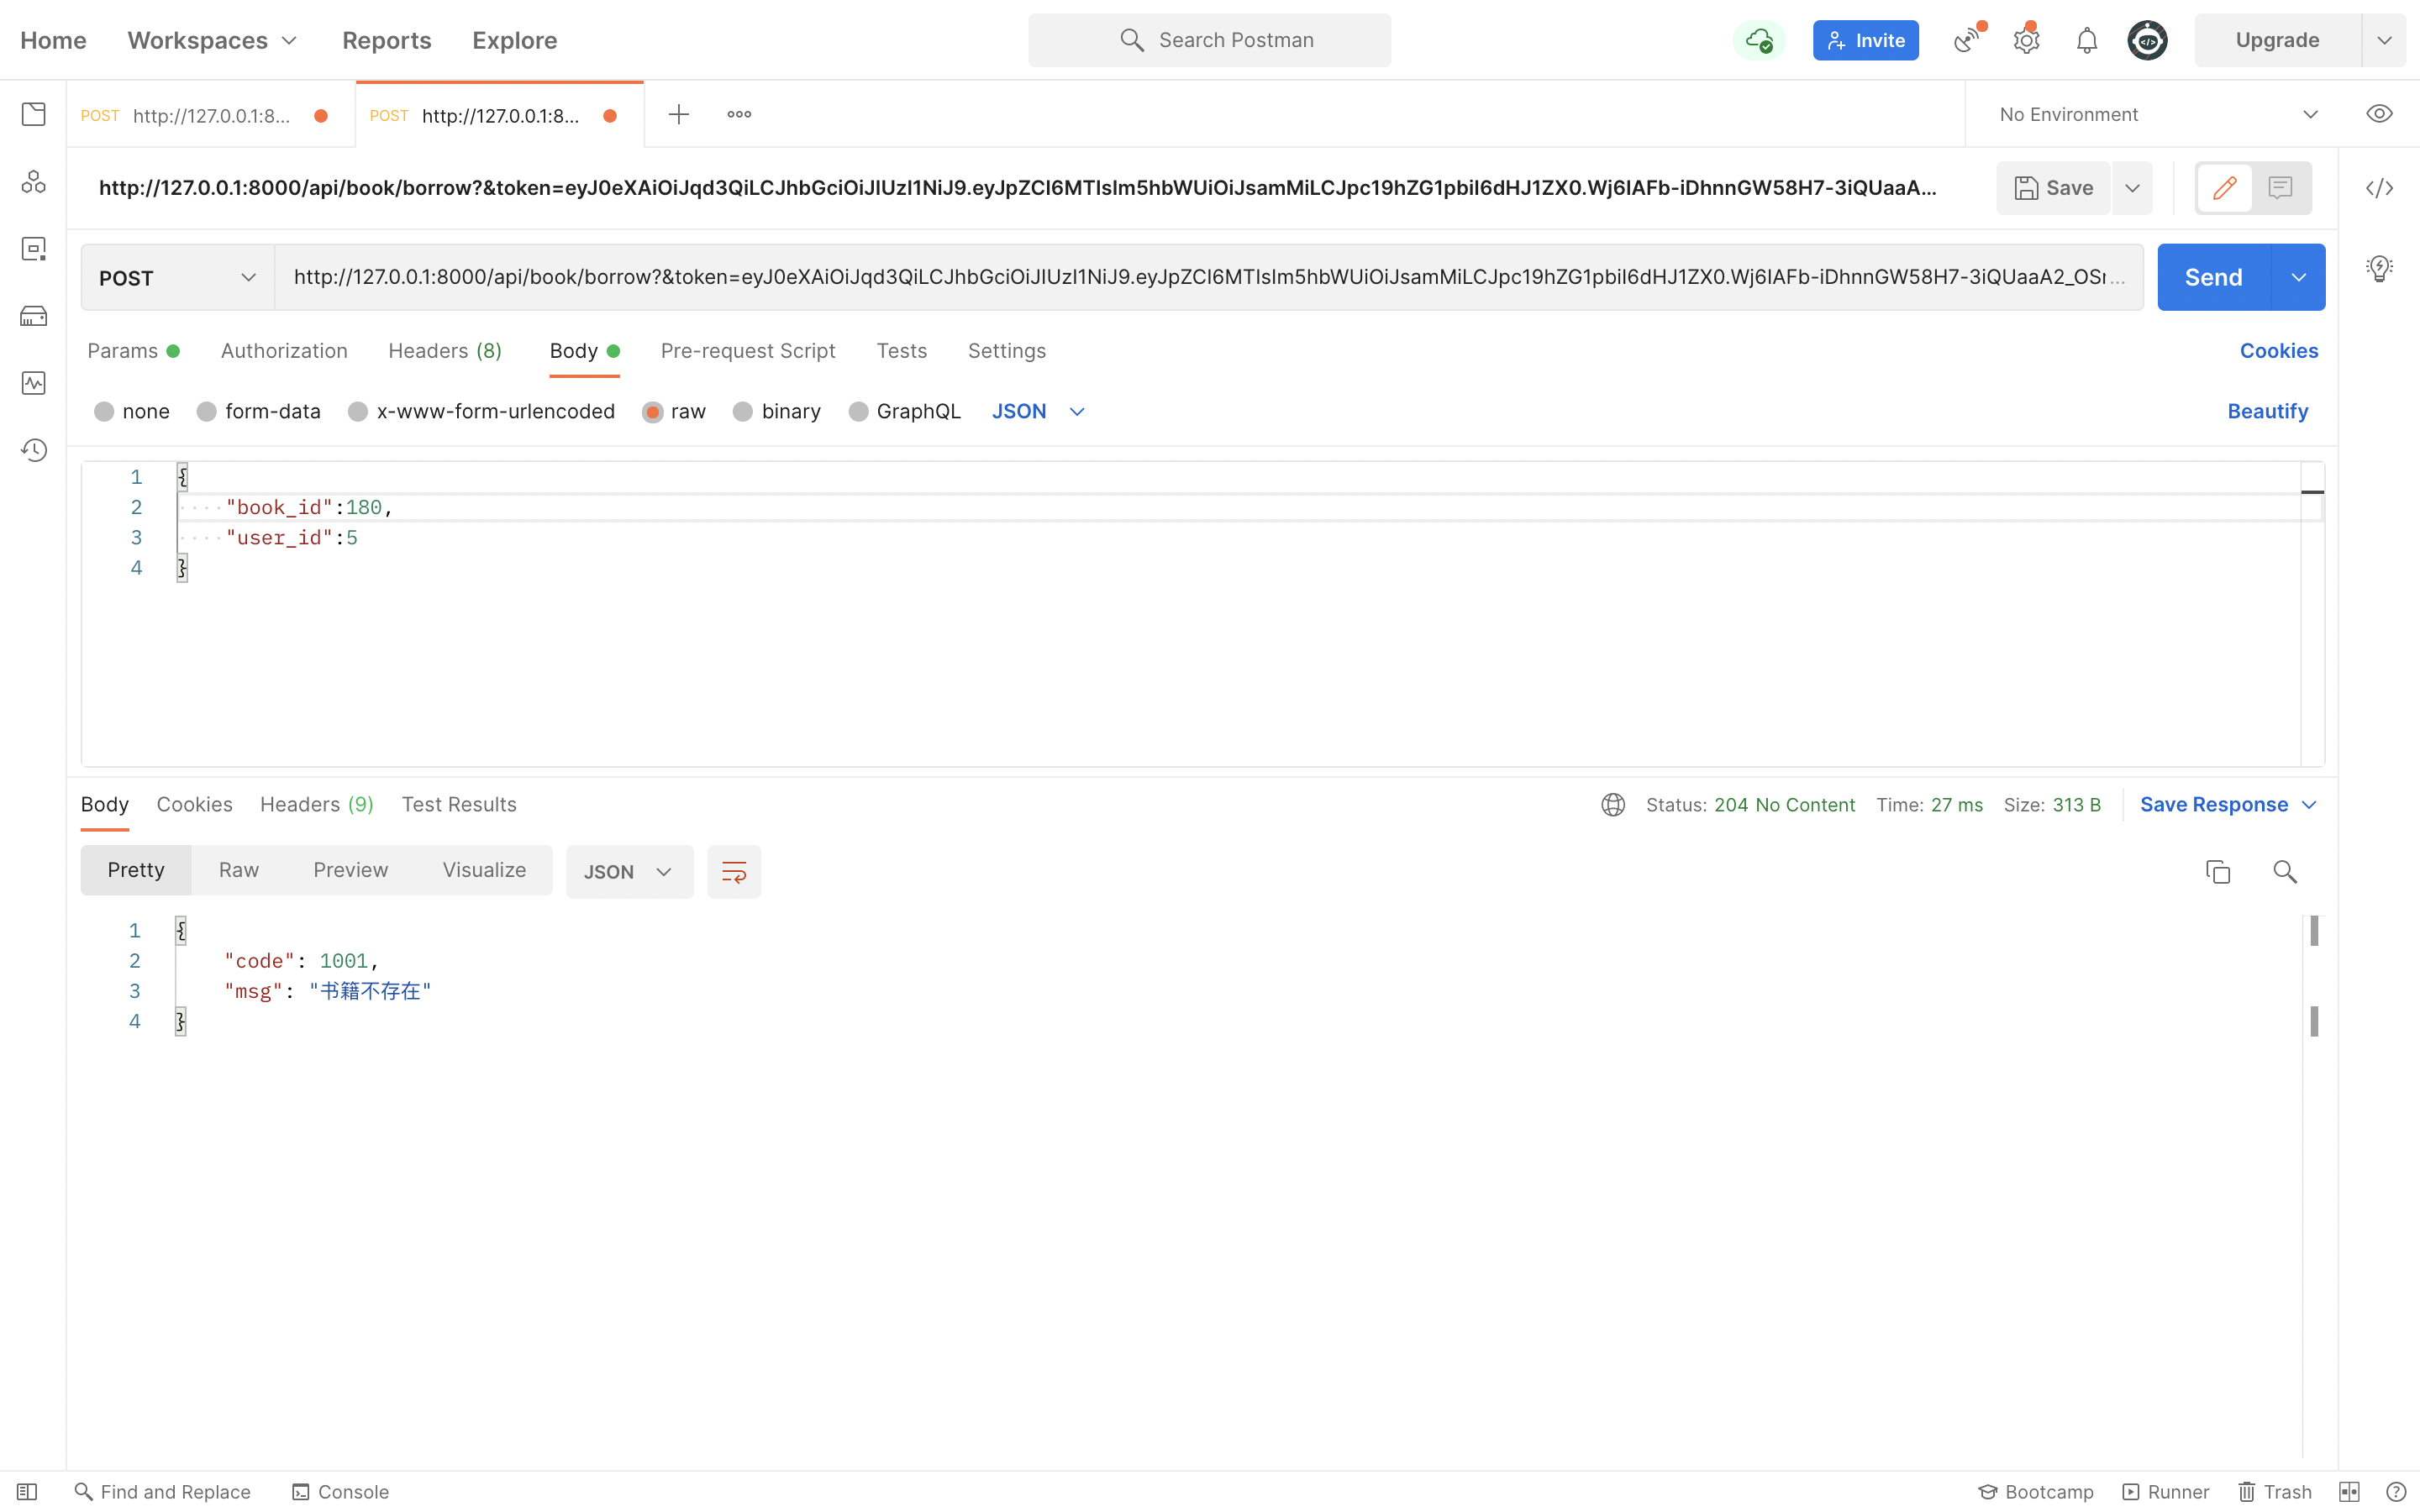 Home Workspaces Reports Explore Search Postman Invite Upgrade
POST http://127.0.0.1:8... POST http://127.0.0.1:8... No Environment
http://127.0.0.1:8000/api/book/borrow?&token=eyJ0eXAiOiJqd3QiLCJhbGciOiJIUzI1NiJ9.eyJpZCI6MTIsIm5hbWUiOiJsamMiLCJpc19hZG1pbiI6dHJ1ZX0.Wj6IAFb-iDhnnGW58H7-3iQUaaA... Save
POST http://127.0.0.1:8000/api/book/borrow?&token=eyJ0eXAiOiJqd3QiLCJhbGciOiJIUzI1NiJ9.eyJpZCI6MTIsIm5hbWUiOiJsamMiLCJpc19hZG1pbiI6dHJ1ZX0.Wj6IAFb-iDhnnGW58H7-3iQUaaA2_OSr... Send
Params Authorization Headers (8) Body Pre-request Script Tests Settings Cookies
none form-data x-www-form-urlencoded raw binary GraphQL JSON Beautify
1 {
2 "book_id":180,
3 "user_id":5
4 }
Body Cookies Headers (9) Test Results Status: 204 No Content Time: 27 ms Size: 313 B Save Response
Pretty Raw Preview Visualize JSON
1 {
2 "code": 1001,
3 "msg": "书籍不存在"
4 }
Find and Replace Console Bootcamp Runner Trash